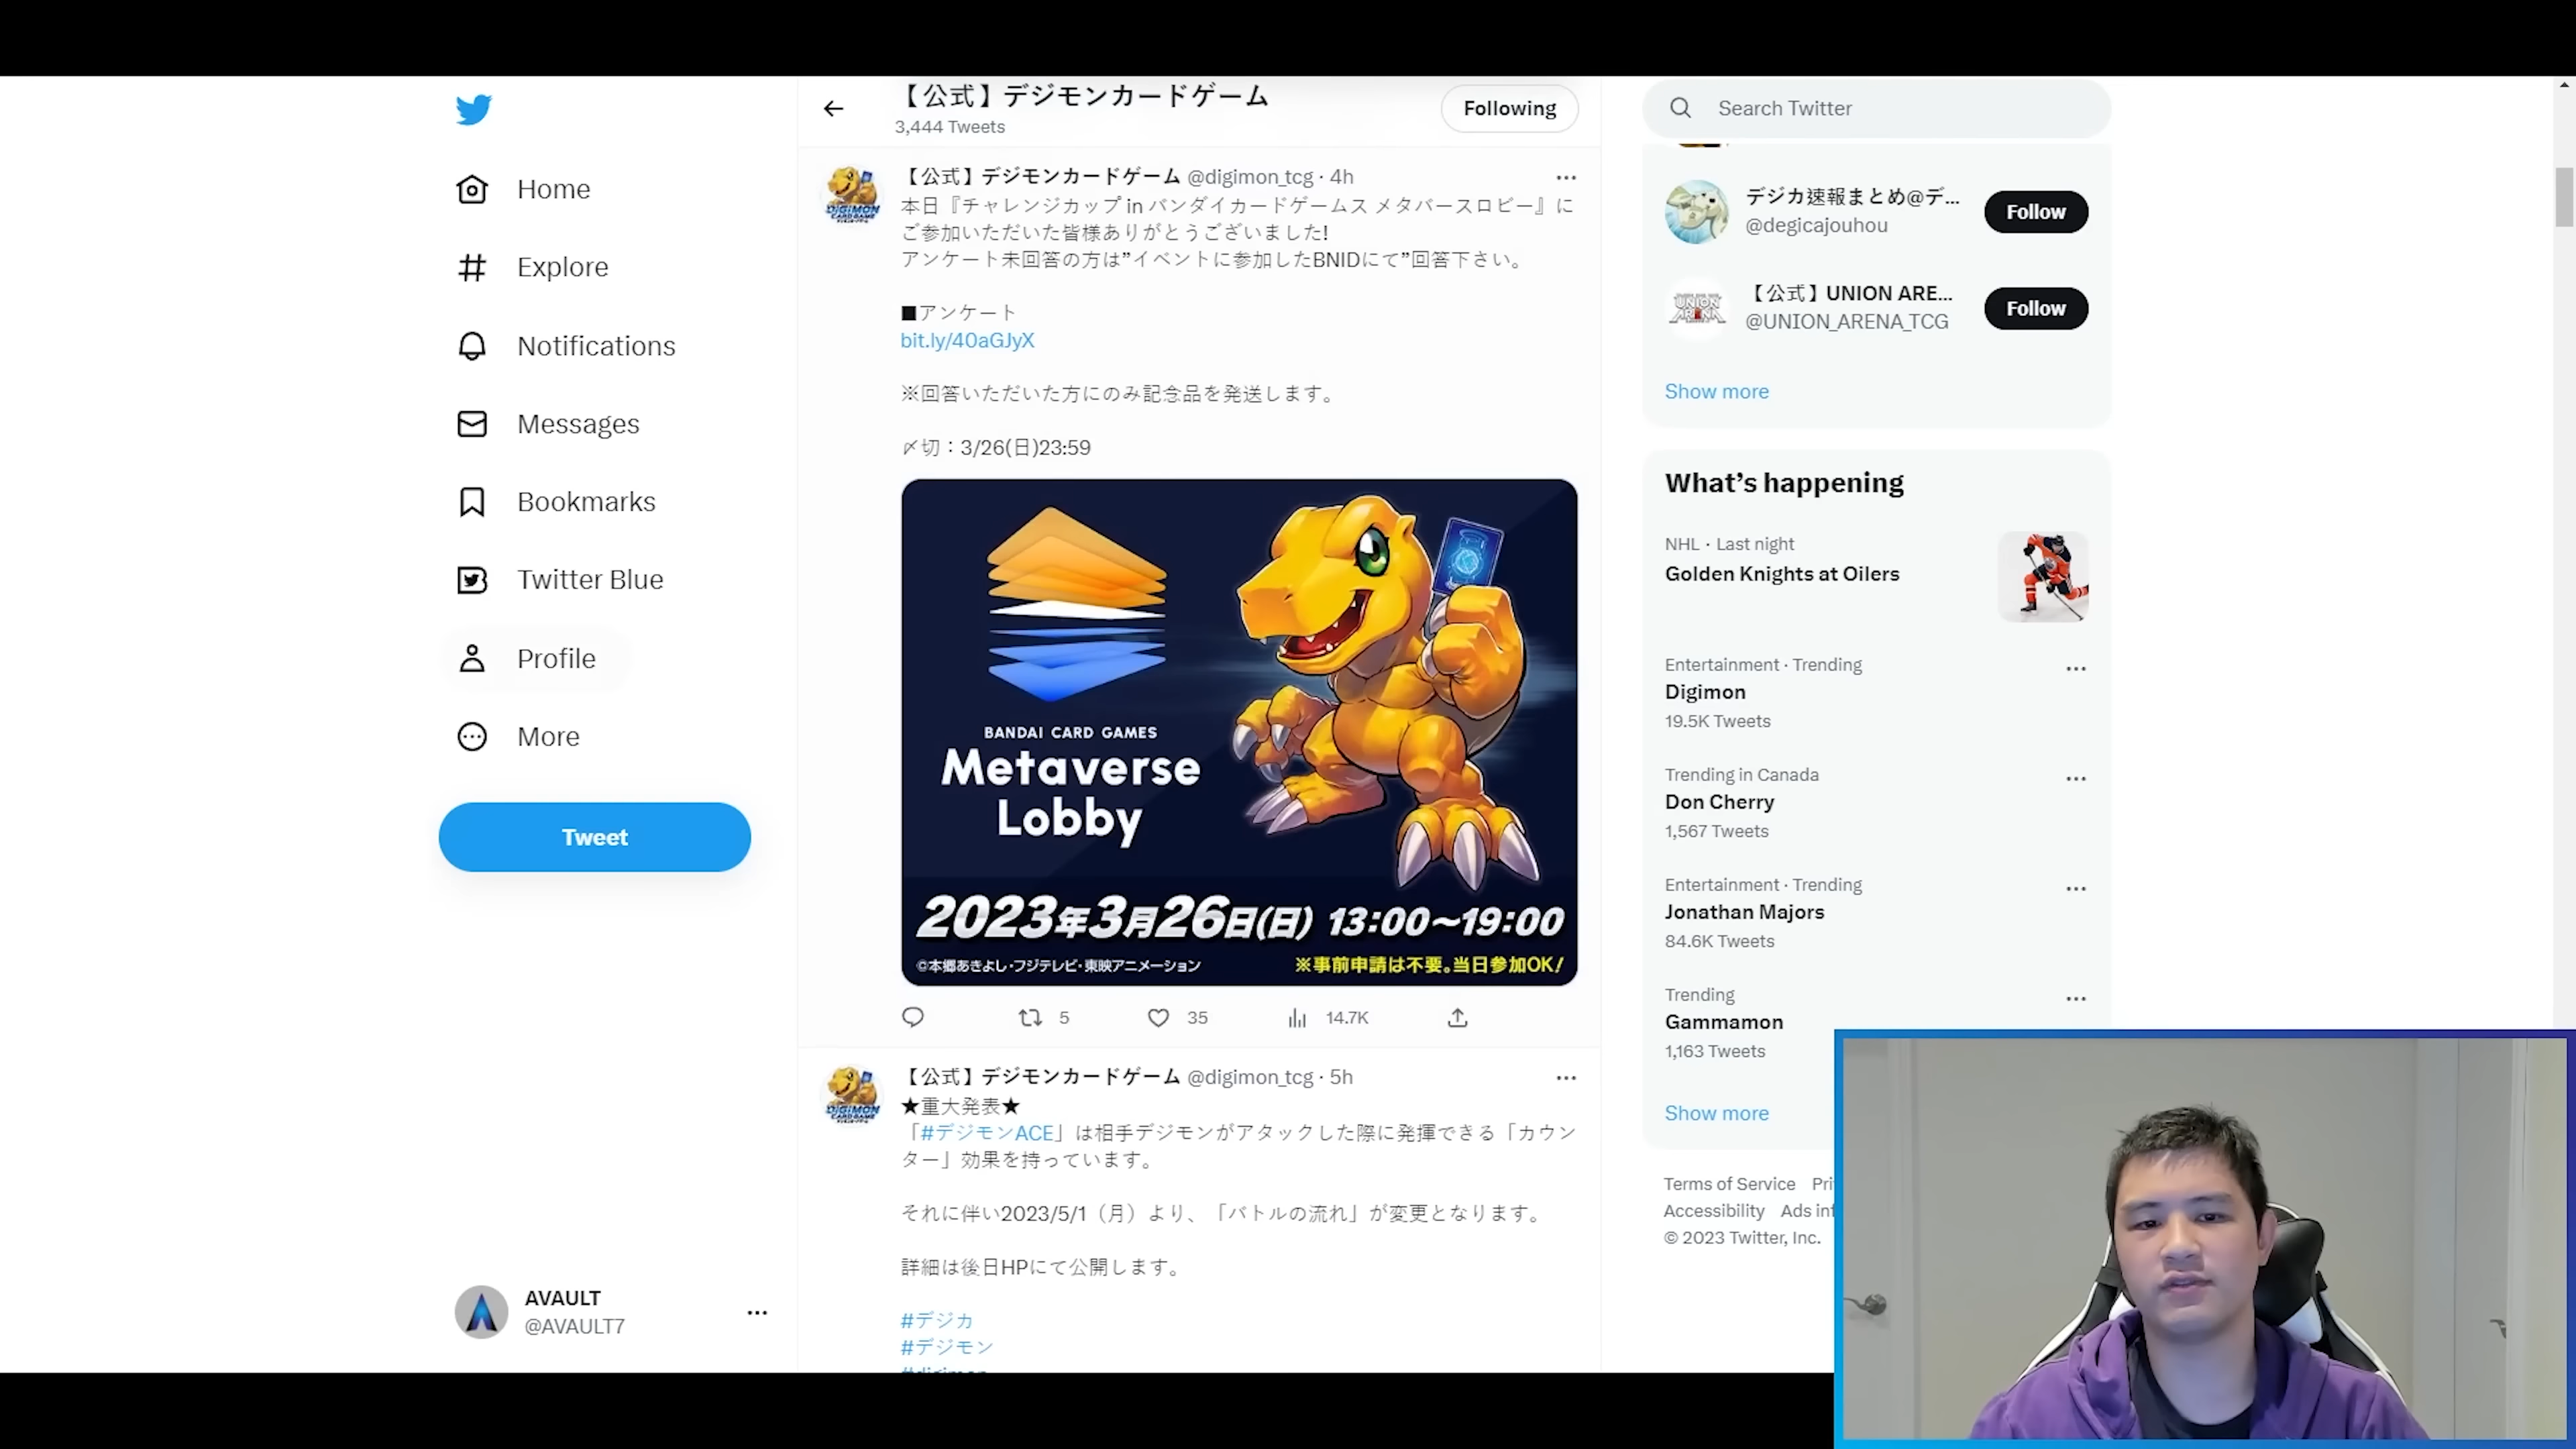 Home
Explore
Notifications
Messages
Bookmarks
Twitter Blue
Profile
More
Tweet
AVAULT
@AVAULT7
【公式】デジモンカードゲーム
3,444 Tweets
Following
【公式】デジモンカードゲーム @digimon_tcg · 4h
本日『チャレンジカップ in バンダイカードゲームス メタバースロビー』に
ご参加いただいた皆様ありがとうございました!
アンケート未回答の方は”イベントに参加したBNIDにて”回答下さい。
■アンケート
bit.ly/40aGJyX
※回答いただいた方にのみ記念品を発送します。
〆切：3/26(日)23:59
BANDAI CARD GAMES
Metaverse
Lobby
2023年3月26日(日) 13:00~19:00
©本郷あきよし・フジテレビ・東映アニメーション
※事前申請は不要。当日参加OK!
5
35
14.7K
【公式】デジモンカードゲーム @digimon_tcg · 5h
★重大発表★
「#デジモンACE」は相手デジモンがアタックした際に発揮できる「カウン
ター」効果を持っています。
それに伴い2023/5/1（月）より、「バトルの流れ」が変更となります。
詳細は後日HPにて公開します。
#デジカ
#デジモン
Search Twitter
デジカ速報まとめ@デ...
@degicajouhou
Follow
【公式】UNION ARE...
@UNION_ARENA_TCG
Follow
Show more
What's happening
NHL · Last night
Golden Knights at Oilers
Entertainment · Trending
Digimon
19.5K Tweets
Trending in Canada
Don Cherry
1,567 Tweets
Entertainment · Trending
Jonathan Majors
84.6K Tweets
Trending
Gammamon
1,163 Tweets
Show more
Terms of Service Pri
Accessibility Ads inf
© 2023 Twitter, Inc.